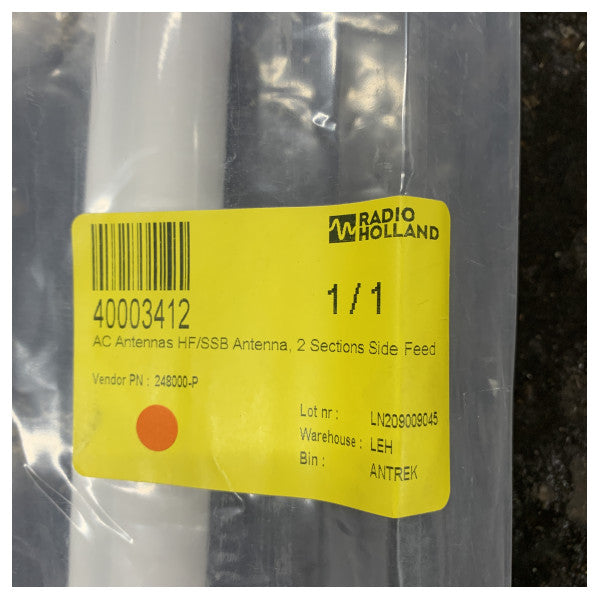 RADIO
HOLLAND
40003412
1 / 1
AC Antennas HF/SSB Antenna, 2 Sections Side Feed
Vendor PN : 248000-P
Lot nr : LN209009045
Warehouse : LEH
Bin : ANTREK